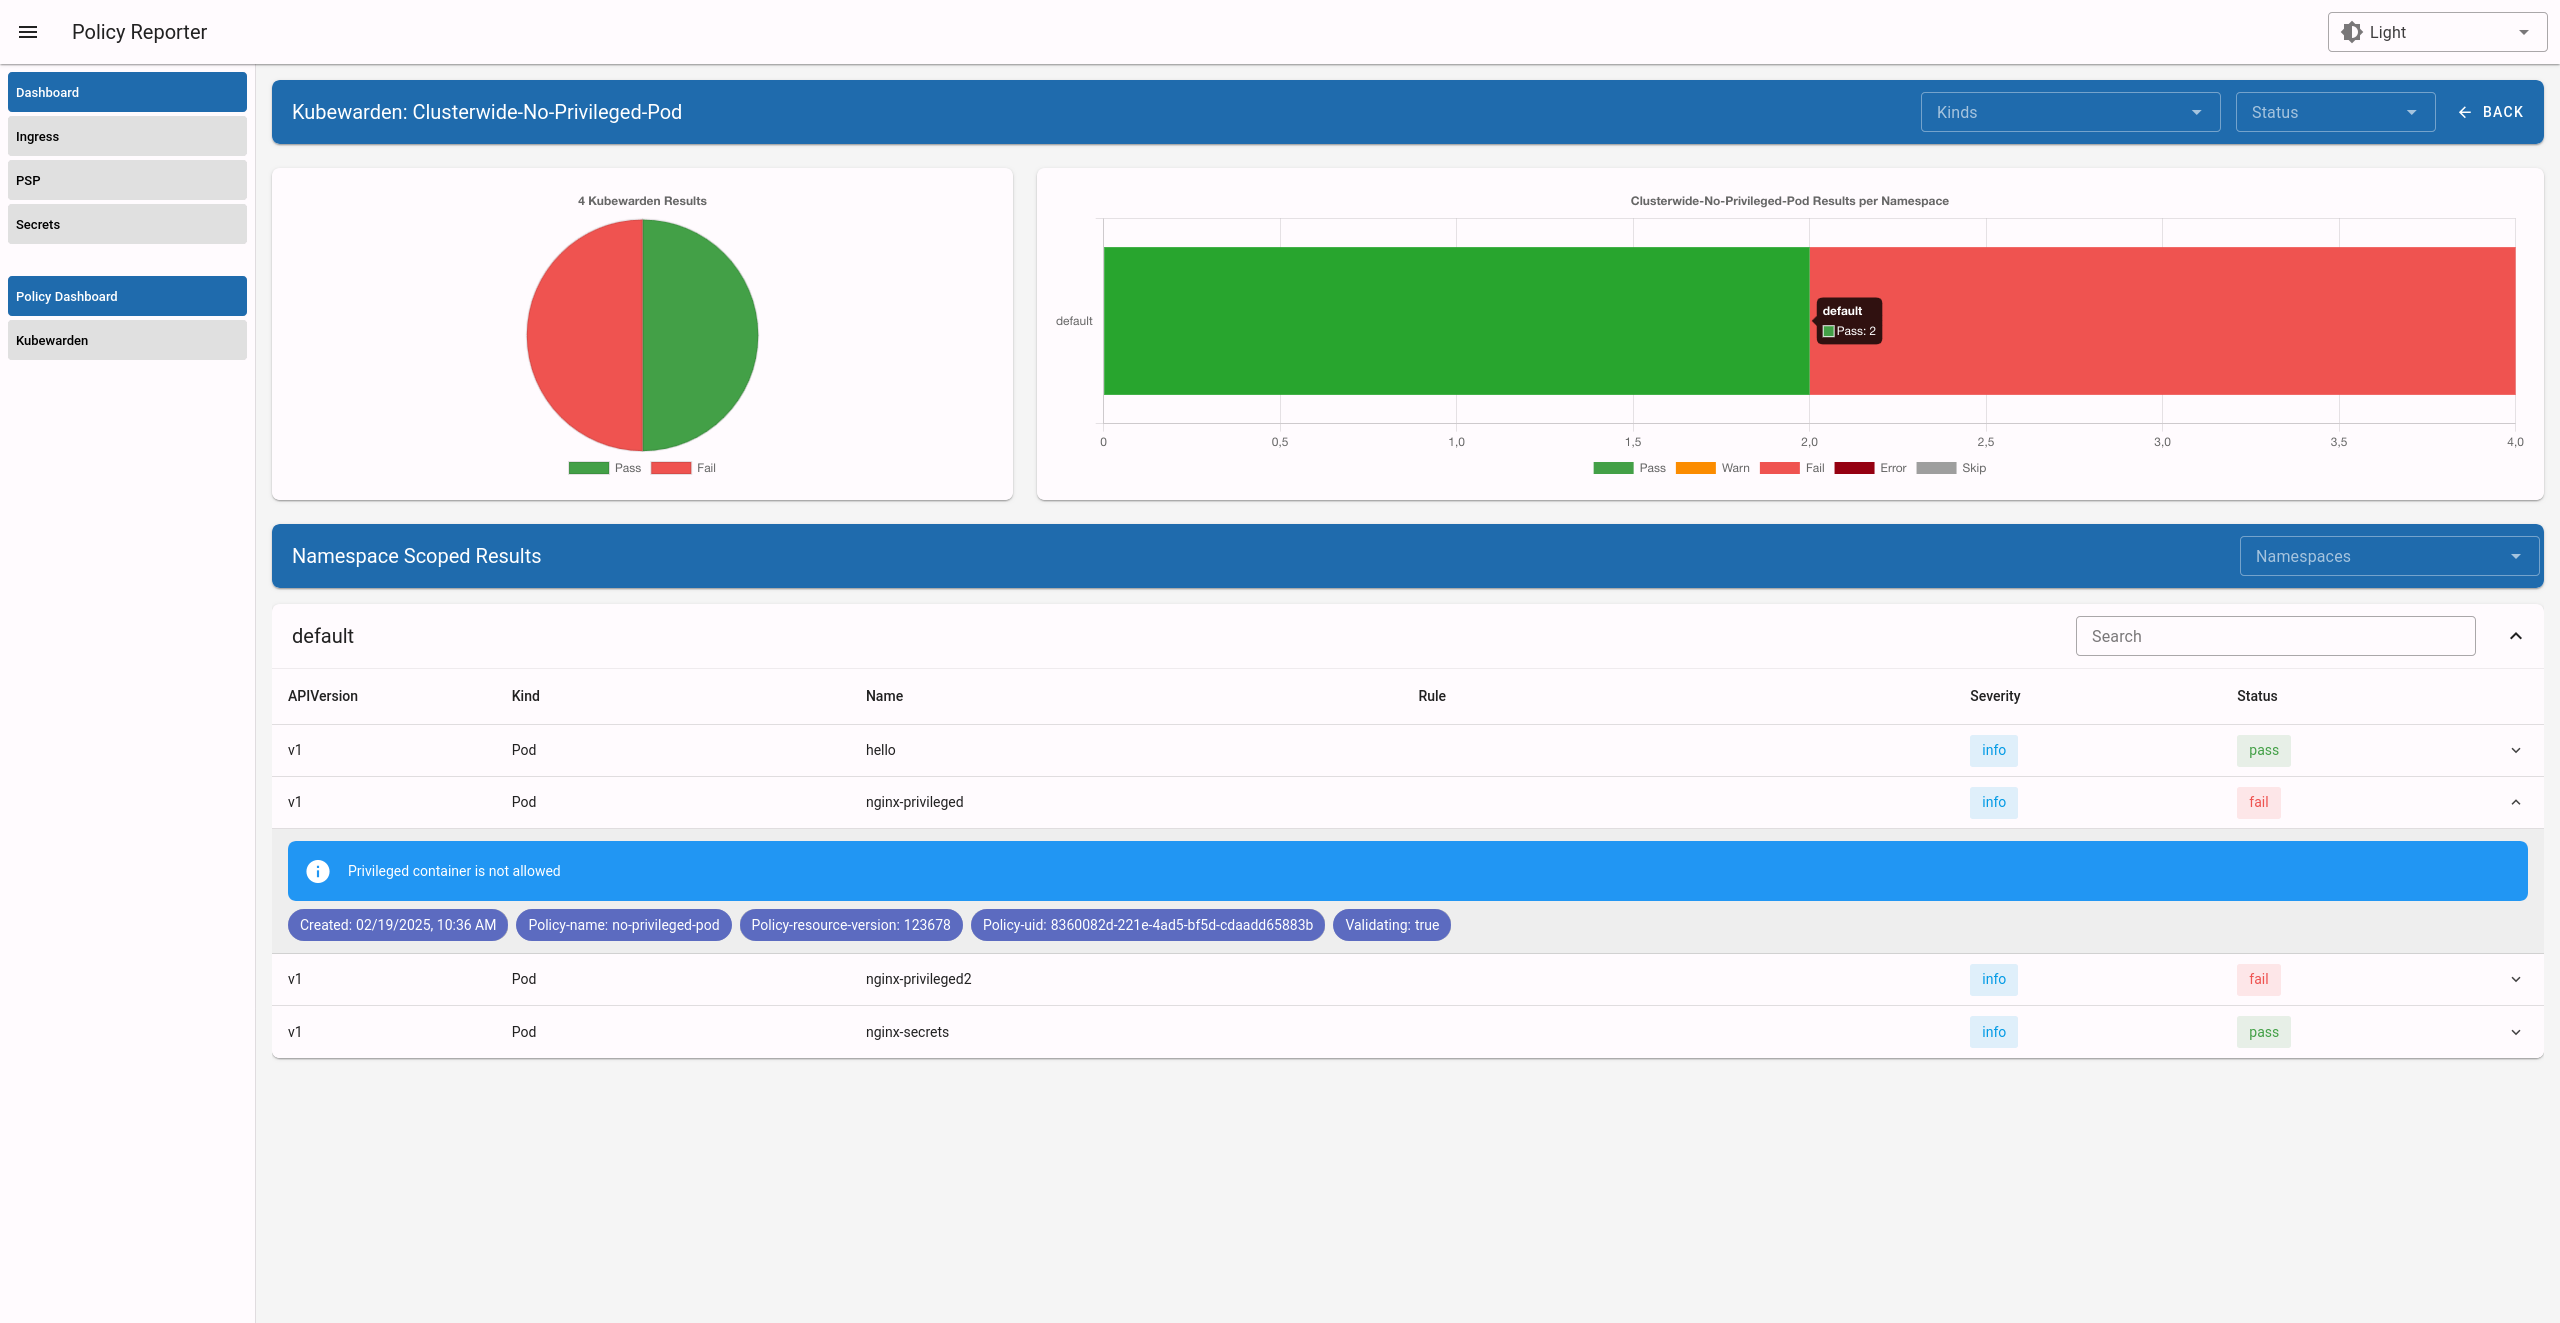 Policy Reporter
Light
Dashboard
Ingress
PSP
Secrets
Policy Dashboard
Kubewarden
Kubewarden: Clusterwide-No-Privileged-Pod
Kinds
Status
BACK
4 Kubewarden Results
Pass Fail
Clusterwide-No-Privileged-Pod Results per Namespace
default
default
Pass: 2
0 0,5 1,0 1,5 2,0 2,5 3,0 3,5 4,0
Pass Warn Fail Error Skip
Namespace Scoped Results
Namespaces
default
Search
APIVersion Kind Name Rule Severity Status
v1 Pod hello info pass
v1 Pod nginx-privileged info fail
Privileged container is not allowed
Created: 02/19/2025, 10:36 AM Policy-name: no-privileged-pod Policy-resource-version: 123678 Policy-uid: 8360082d-221e-4ad5-bf5d-cdaadd65883b Validating: true
v1 Pod nginx-privileged2 info fail
v1 Pod nginx-secrets info pass